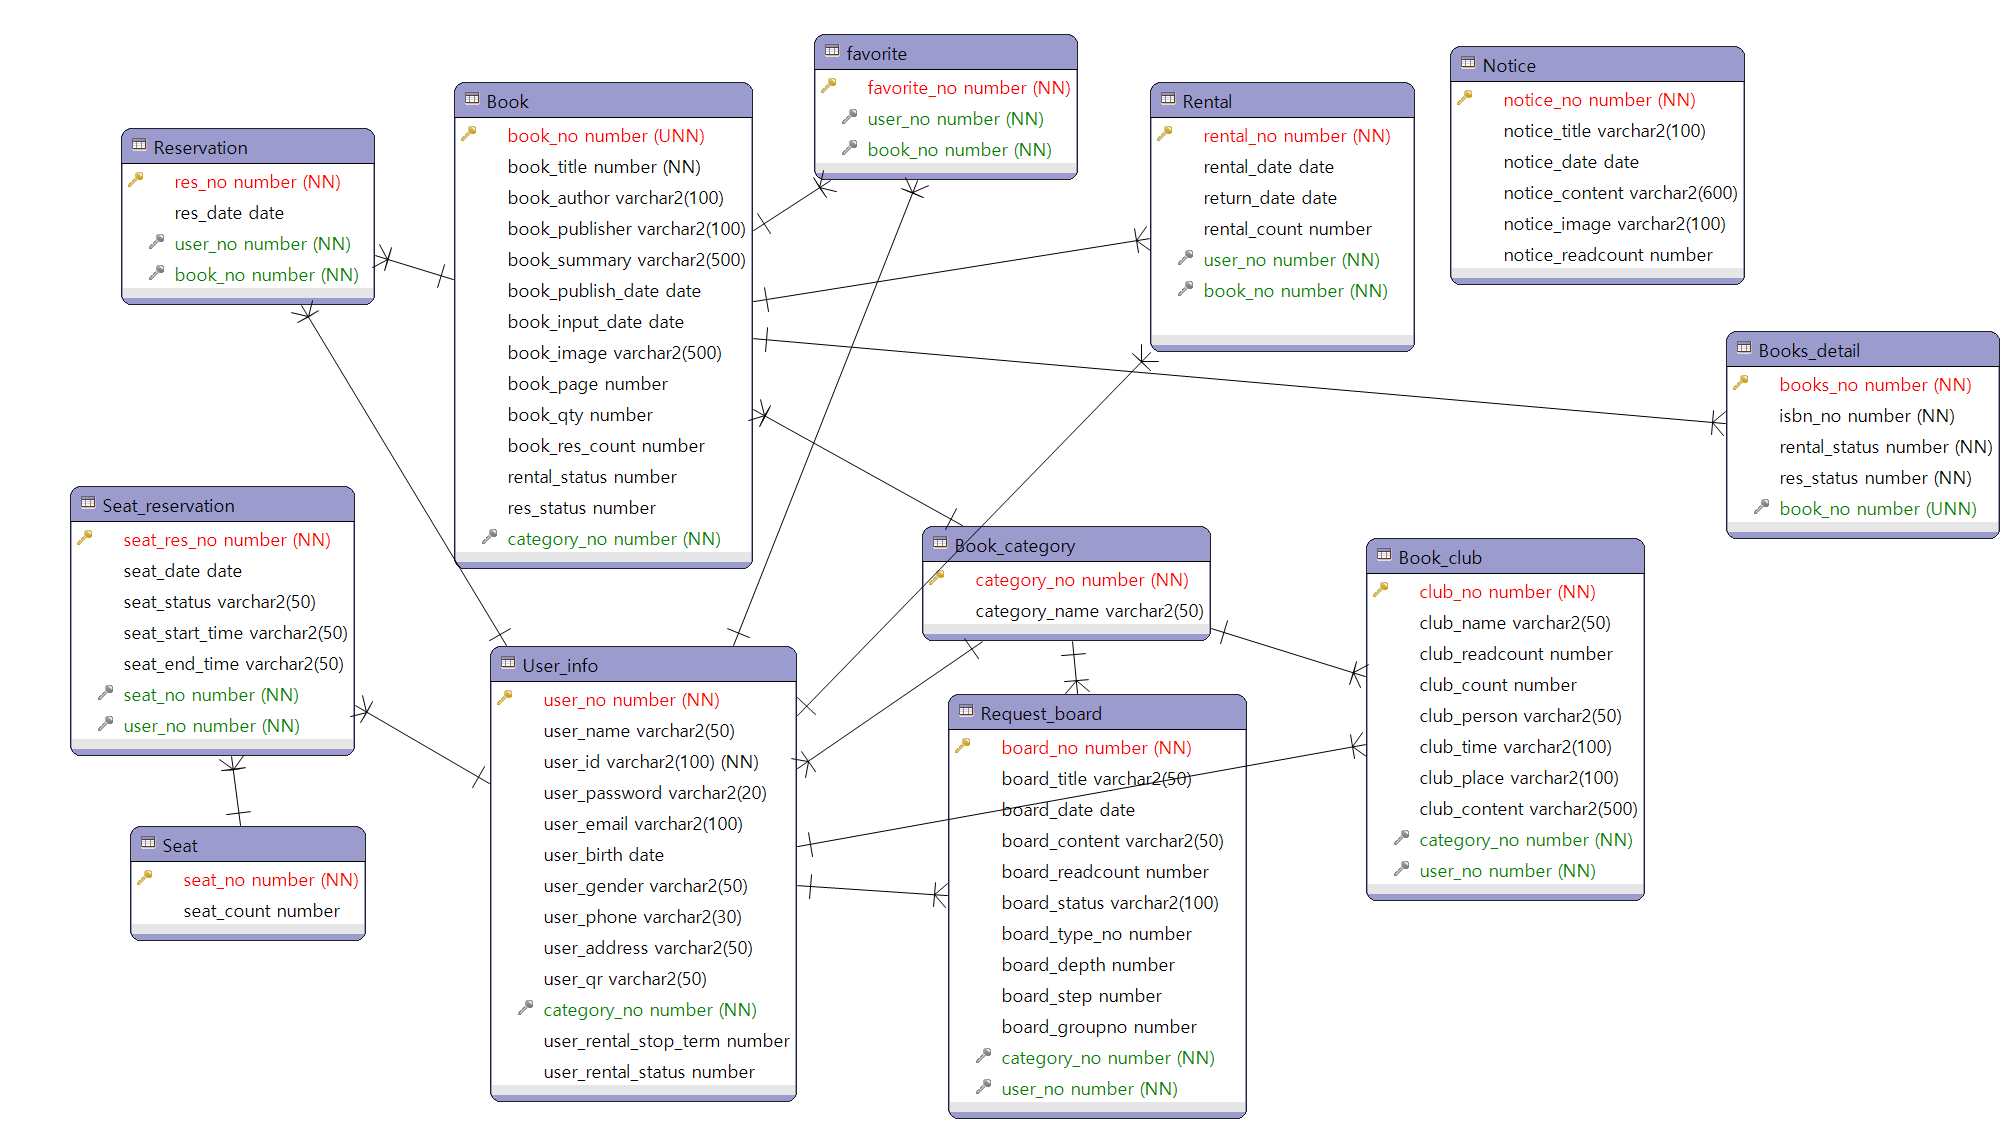 Reservation
res_no number (NN)
res_date date
user_no number (NN)
book_no number (NN)
Book
book_no number (UNN)
book_title number (NN)
book_author varchar2(100)
book_publisher varchar2(100)
book_summary varchar2(500)
book_publish_date date
book_input_date date
book_image varchar2(500)
book_page number
book_qty number
book_res_count number
rental_status number
res_status number
category_no number (NN)
favorite
favorite_no number (NN)
user_no number (NN)
book_no number (NN)
Rental
rental_no number (NN)
rental_date date
return_date date
rental_count number
user_no number (NN)
book_no number (NN)
Notice
notice_no number (NN)
notice_title varchar2(100)
notice_date date
notice_content varchar2(600)
notice_image varchar2(100)
notice_readcount number
Books_detail
books_no number (NN)
isbn_no number (NN)
rental_status number (NN)
res_status number (NN)
book_no number (UNN)
Seat_reservation
seat_res_no number (NN)
seat_date date
seat_status varchar2(50)
seat_start_time varchar2(50)
seat_end_time varchar2(50)
seat_no number (NN)
user_no number (NN)
Seat
seat_no number (NN)
seat_count number
User_info
user_no number (NN)
user_name varchar2(50)
user_id varchar2(100) (NN)
user_password varchar2(20)
user_email varchar2(100)
user_birth date
user_gender varchar2(50)
user_phone varchar2(30)
user_address varchar2(50)
user_qr varchar2(50)
category_no number (NN)
user_rental_stop_term number
user_rental_status number
Book_category
category_no number (NN)
category_name varchar2(50)
Request_board
board_no number (NN)
board_title varchar2(50)
board_date date
board_content varchar2(50)
board_readcount number
board_status varchar2(100)
board_type_no number
board_depth number
board_step number
board_groupno number
category_no number (NN)
user_no number (NN)
Book_club
club_no number (NN)
club_name varchar2(50)
club_readcount number
club_count number
club_person varchar2(50)
club_time varchar2(100)
club_place varchar2(100)
club_content varchar2(500)
category_no number (NN)
user_no number (NN)